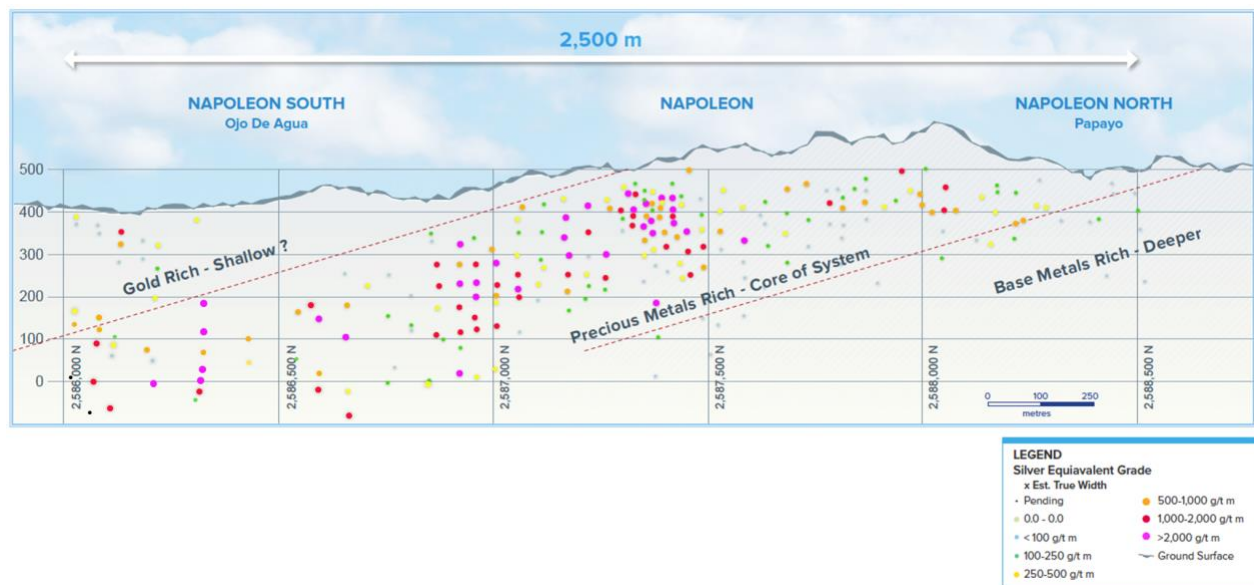 2,500 m
NAPOLEON SOUTH
Ojo De Agua
NAPOLEON
NAPOLEON NORTH
Papayo
500
400
300
200
100
0
Gold Rich - Shallow ?
Precious Metals Rich - Core of System
Base Metals Rich - Deeper
2,586,000 N
2,586,500 N
2,587,000 N
2,587,500 N
2,588,000 N
2,588,500 N
0 100 250
metres
LEGEND
Silver Equiavalent Grade
x Est. True Width
Pending
0.0 - 0.0
< 100 g/t m
100-250 g/t m
250-500 g/t m
500-1,000 g/t m
1,000-2,000 g/t m
>2,000 g/t m
Ground Surface